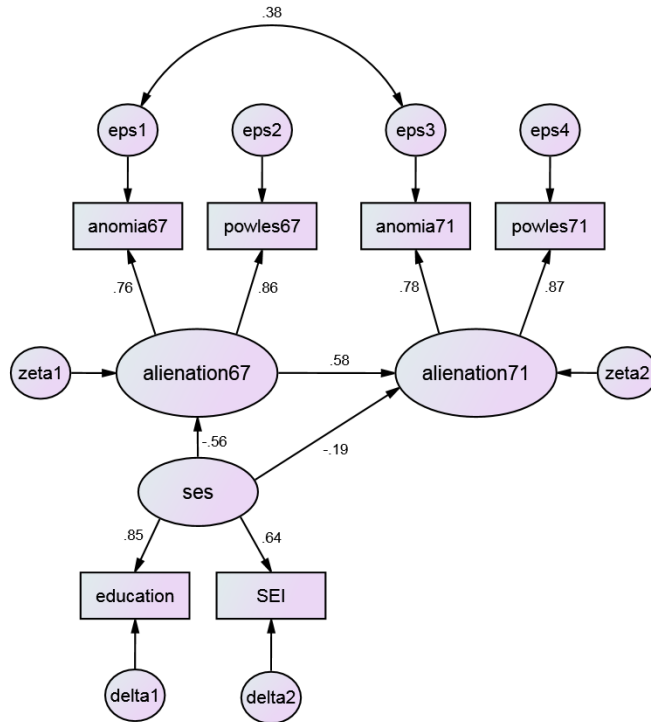 .38
eps1
eps2
eps3
eps4
anomia67
powles67
anomia71
powles71
.76
.86
.78
.87
zeta1
alienation67
.58
alienation71
zeta2
-.56
-.19
ses
.85
.64
education
SEI
delta1
delta2